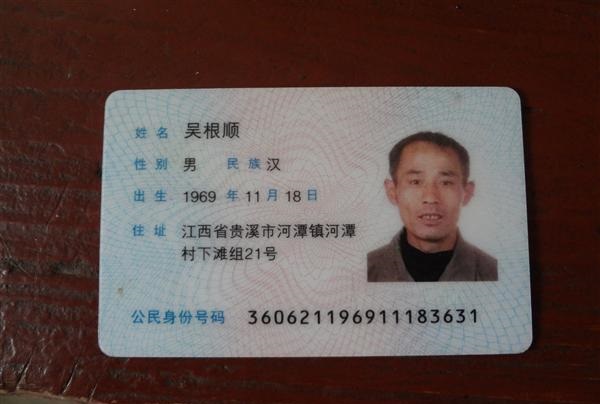 姓名 吴根顺
性别 男 民族 汉
出生 1969 年 11 月 18 日
住址 江西省贵溪市河潭镇河潭
村下滩组21号
公民身份号码 360621196911183631